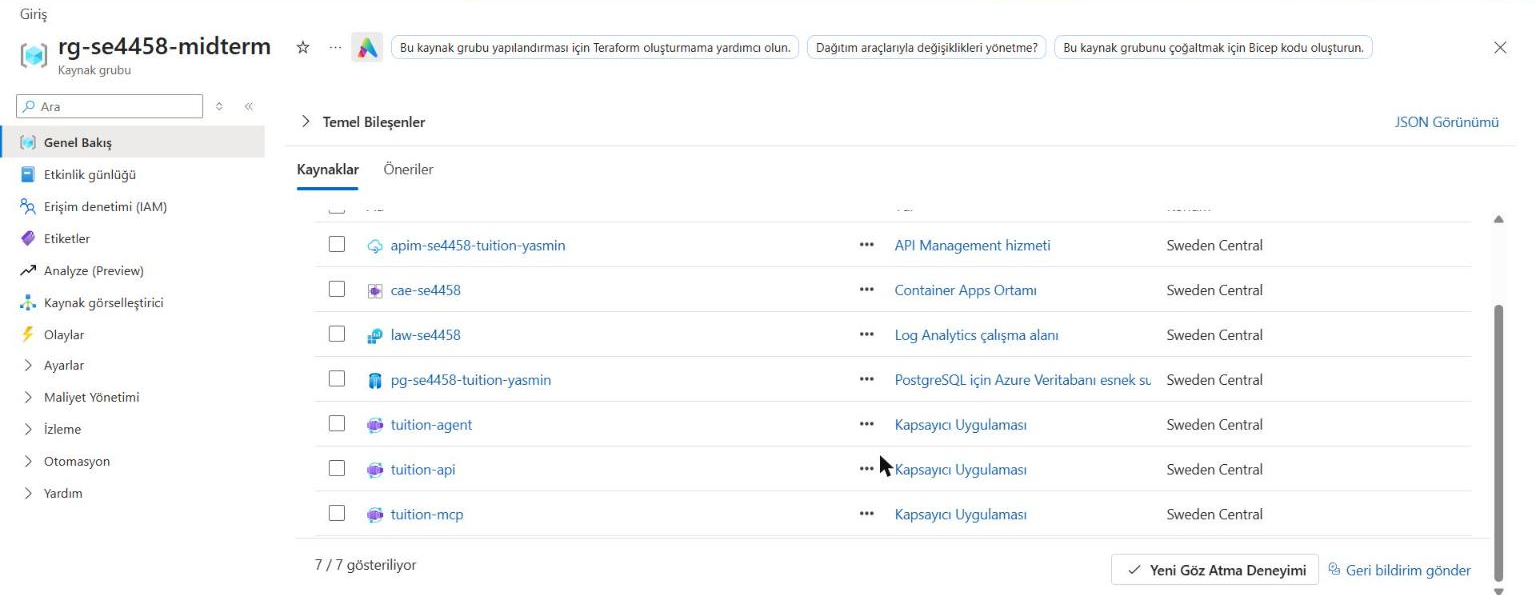 Giriş
rg-se4458-midterm
Kaynak grubu
Bu kaynak grubu yapılandırması için Teraform oluşturmama yardımcı olun.
Dağıtım araçlarıyla değişiklikleri yönetme?
Bu kaynak grubunu çoğaltmak için Bicep kodu oluşturun.
Ara
Genel Bakış
Etkinlik günlüğü
Erişim denetimi (IAM)
Etiketler
Analyze (Preview)
Kaynak görselleştirici
Olaylar
Ayarlar
Maliyet Yönetimi
İzleme
Otomasyon
Yardım
Temel Bileşenler
JSON Görünümü
Kaynaklar Öneriler
apim-se4458-tuition-yasmin ••• API Management hizmeti Sweden Central
cae-se4458 ••• Container Apps Ortamı Sweden Central
law-se4458 ••• Log Analytics çalışma alanı Sweden Central
pg-se4458-tuition-yasmin ••• PostgreSQL için Azure Veritabanı esnek su Sweden Central
tuition-agent ••• Kapsayıcı Uygulaması Sweden Central
tuition-api ••• Kapsayıcı Uygulaması Sweden Central
tuition-mcp ••• Kapsayıcı Uygulaması Sweden Central
7 / 7 gösteriliyor
Yeni Göz Atma Deneyimi
Geri bildirim gönder